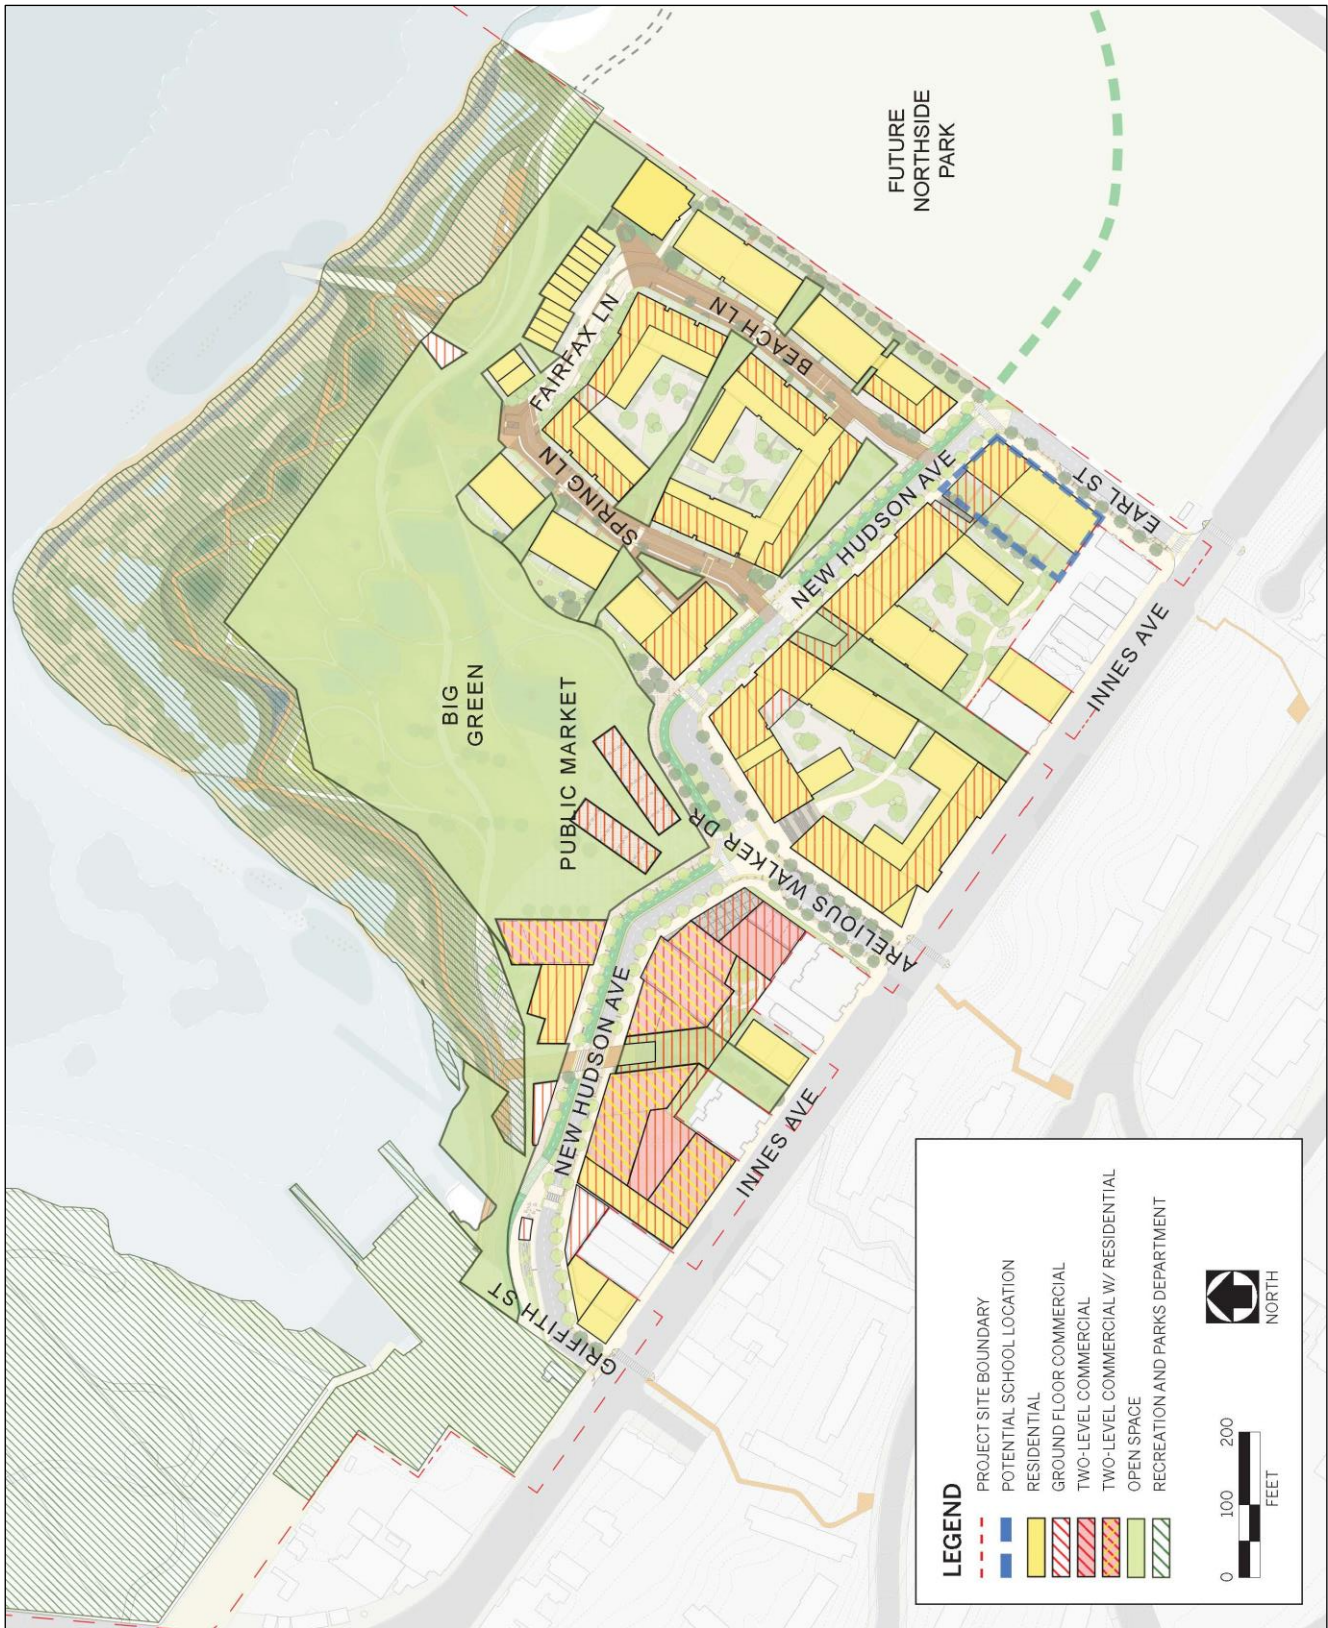 FUTURE
NORTHSIDE
PARK
BIG
GREEN
PUBLIC MARKET
FAIRFAX LN
BEACH LN
SPRING LN
NEW HUDSON AVE
EARL ST
INNES AVE
ARELIOUS WALKER DR
NEW HUDSON AVE
INNES AVE
GRIFFITH ST
LEGEND
PROJECT SITE BOUNDARY
POTENTIAL SCHOOL LOCATION
RESIDENTIAL
GROUND FLOOR COMMERCIAL
TWO-LEVEL COMMERCIAL
TWO-LEVEL COMMERCIAL W/ RESIDENTIAL
OPEN SPACE
RECREATION AND PARKS DEPARTMENT
0 100 200
FEET
NORTH